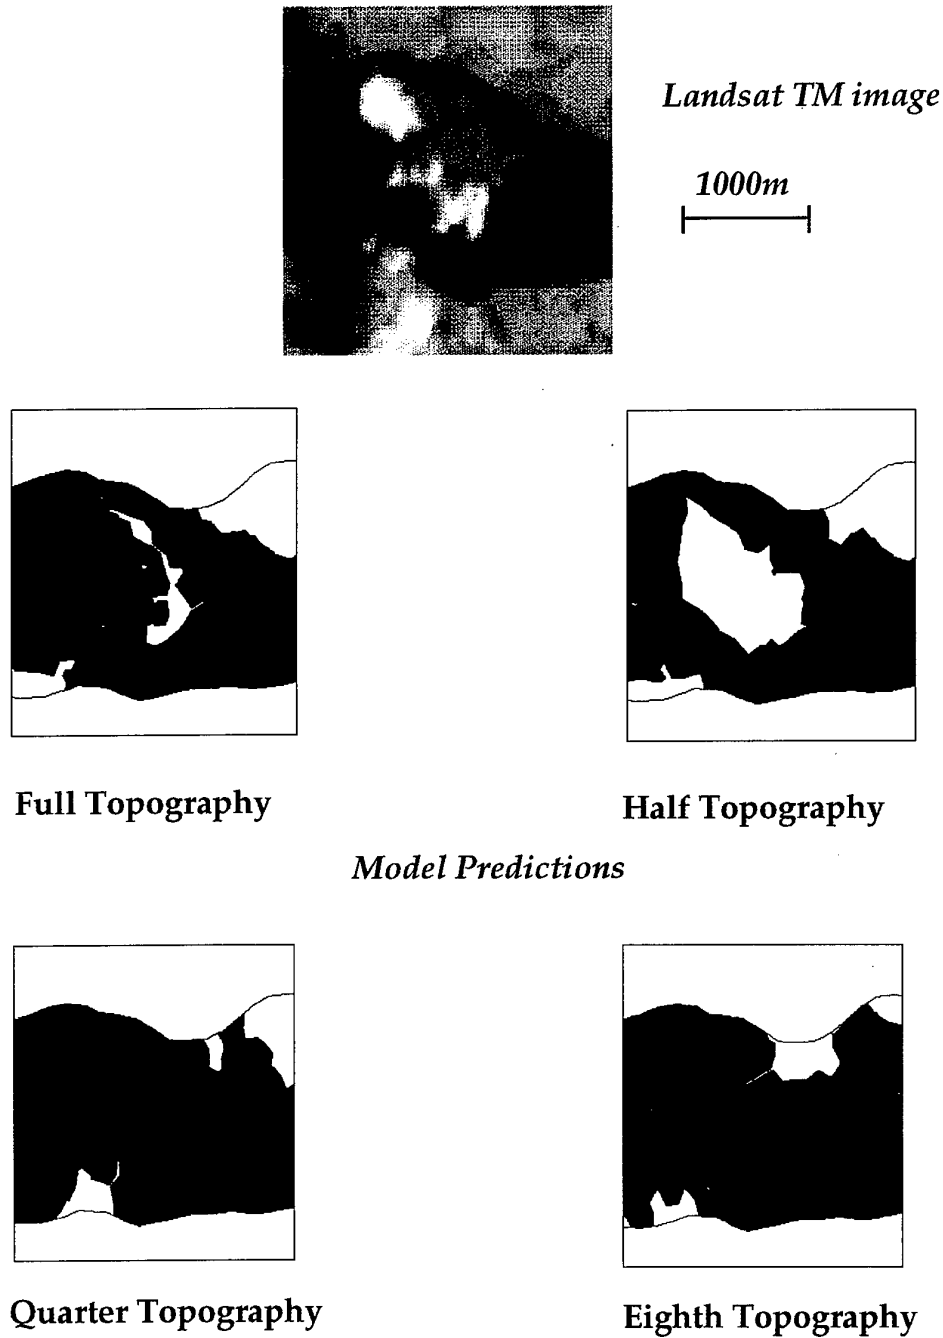 Landsat TM image
1000m
Full Topography
Half Topography
Model Predictions
Quarter Topography
Eighth Topography